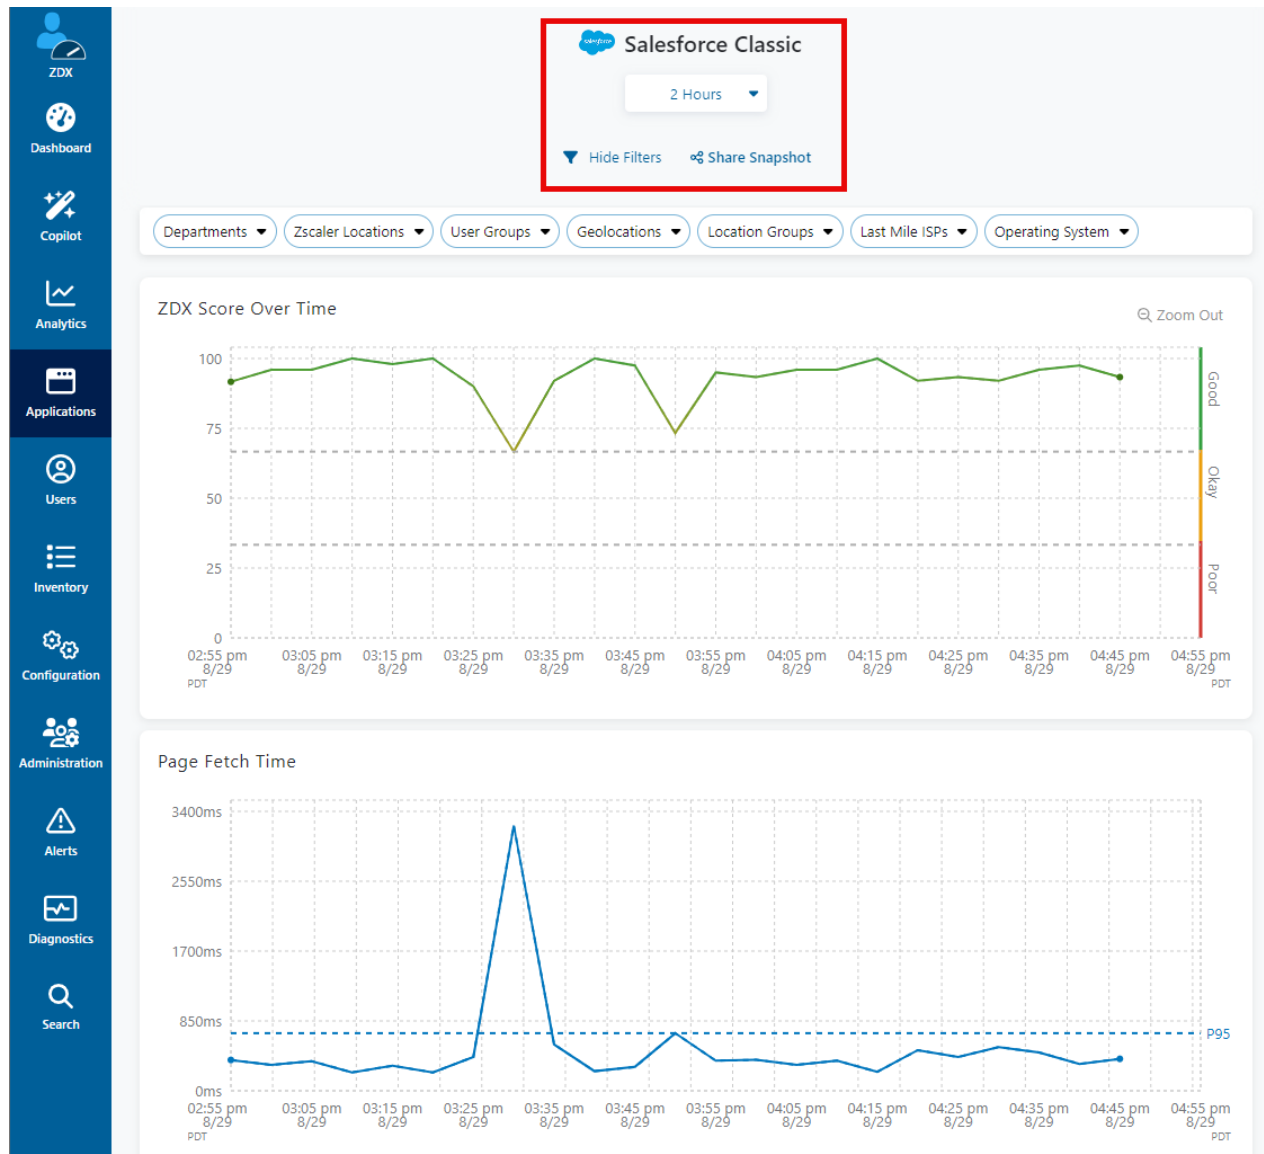 ZDX
Dashboard
Copilot
Analytics
Applications
Users
Inventory
Configuration
Administration
Alerts
Diagnostics
Search
salesforce Salesforce Classic
2 Hours
Hide Filters Share Snapshot
Departments Zscaler Locations User Groups Geolocations Location Groups Last Mile ISPs Operating System
ZDX Score Over Time
Zoom Out
100
75
50
25
0
Good
Okay
Poor
02:55 pm 03:05 pm 03:15 pm 03:25 pm 03:35 pm 03:45 pm 03:55 pm 04:05 pm 04:15 pm 04:25 pm 04:35 pm 04:45 pm 04:55 pm
8/29 8/29 8/29 8/29 8/29 8/29 8/29 8/29 8/29 8/29 8/29 8/29 8/29
PDT PDT
Page Fetch Time
3400ms
2550ms
1700ms
850ms
P95
0ms
02:55 pm 03:05 pm 03:15 pm 03:25 pm 03:35 pm 03:45 pm 03:55 pm 04:05 pm 04:15 pm 04:25 pm 04:35 pm 04:45 pm 04:55 pm
8/29 8/29 8/29 8/29 8/29 8/29 8/29 8/29 8/29 8/29 8/29 8/29 8/29
PDT PDT